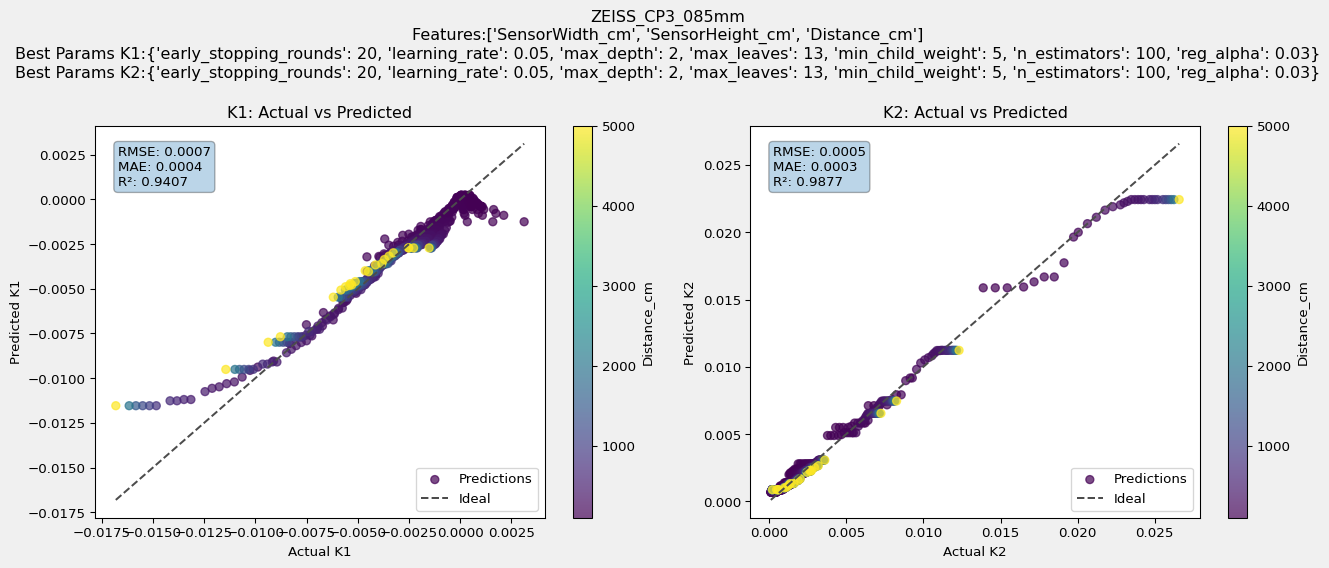 ZEISS_CP3_085mm
Features:['SensorWidth_cm', 'SensorHeight_cm', 'Distance_cm']
Best Params K1:{'early_stopping_rounds': 20, 'learning_rate': 0.05, 'max_depth': 2, 'max_leaves': 13, 'min_child_weight': 5, 'n_estimators': 100, 'reg_alpha': 0.03}
Best Params K2:{'early_stopping_rounds': 20, 'learning_rate': 0.05, 'max_depth': 2, 'max_leaves': 13, 'min_child_weight': 5, 'n_estimators': 100, 'reg_alpha': 0.03}
K1: Actual vs Predicted
RMSE: 0.0007
MAE: 0.0004
R²: 0.9407
0.0025
0.0000
−0.0025
−0.0050
−0.0075
−0.0100
−0.0125
−0.0150
−0.0175
Predicted K1
−0.0175
−0.0150
−0.0125
−0.0100
−0.0075
−0.0050
−0.0025
0.0000
0.0025
Actual K1
Predictions
Ideal
5000
4000
3000
2000
1000
Distance_cm
K2: Actual vs Predicted
RMSE: 0.0005
MAE: 0.0003
R²: 0.9877
0.025
0.020
0.015
0.010
0.005
0.000
Predicted K2
0.000
0.005
0.010
0.015
0.020
0.025
Actual K2
Predictions
Ideal
5000
4000
3000
2000
1000
Distance_cm